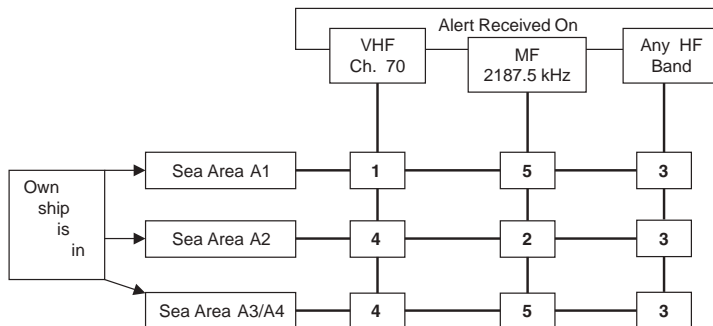 Alert Received On
VHF
Ch. 70
MF
2187.5 kHz
Any HF
Band
Own
ship
is
in
Sea Area A1
1
5
3
Sea Area A2
4
2
3
Sea Area A3/A4
4
5
3